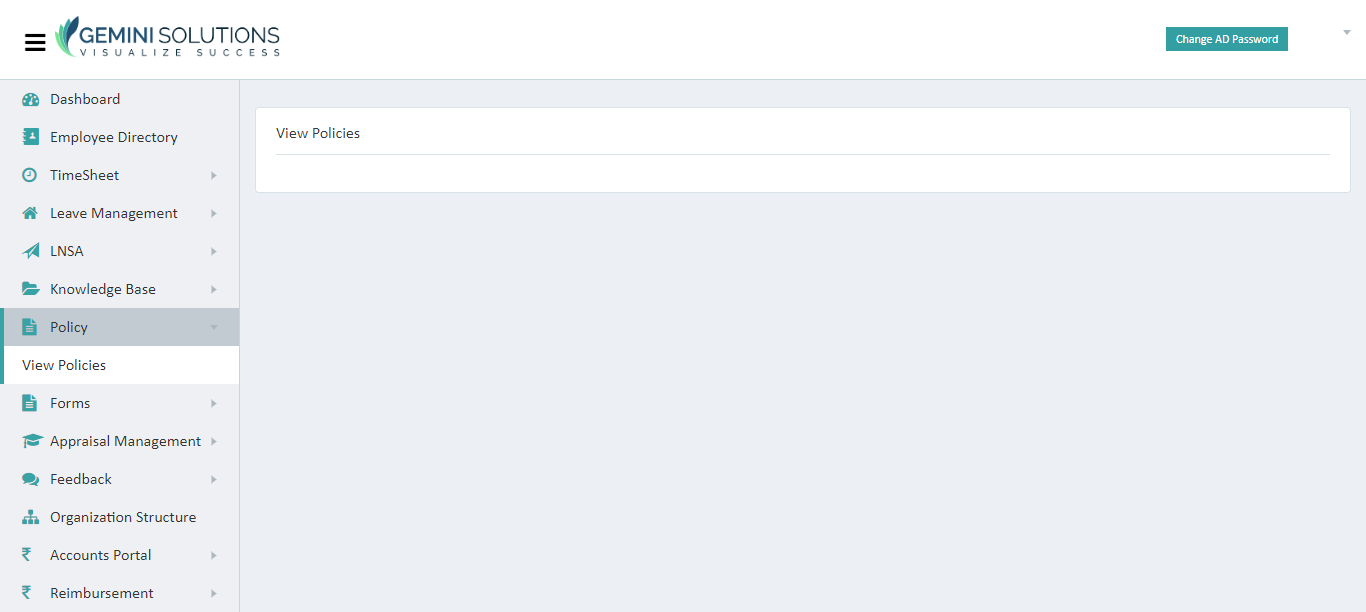 GEMINI SOLUTIONS
VISUALIZE SUCCESS
Change AD Password
Dashboard
Employee Directory
TimeSheet
Leave Management
LNSA
Knowledge Base
Policy
View Policies
Forms
Appraisal Management
Feedback
Organization Structure
₹ Accounts Portal
₹ Reimbursement
View Policies